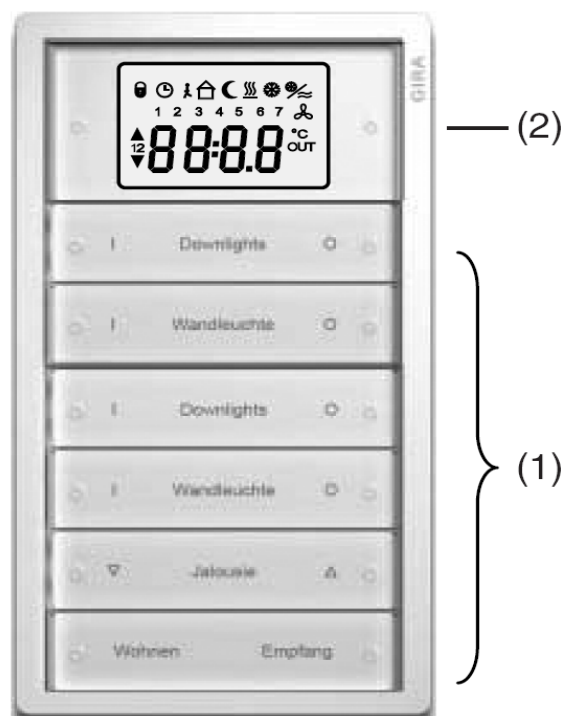 GIRA
1 2 3 4 5 6 7
12 88:8.8 °C
OUT
(2)
I Downlights O
I Wandleuchte O
I Downlights O
I Wandleuchte O
(1)
▽ Jalousie △
Wohnen Empfang